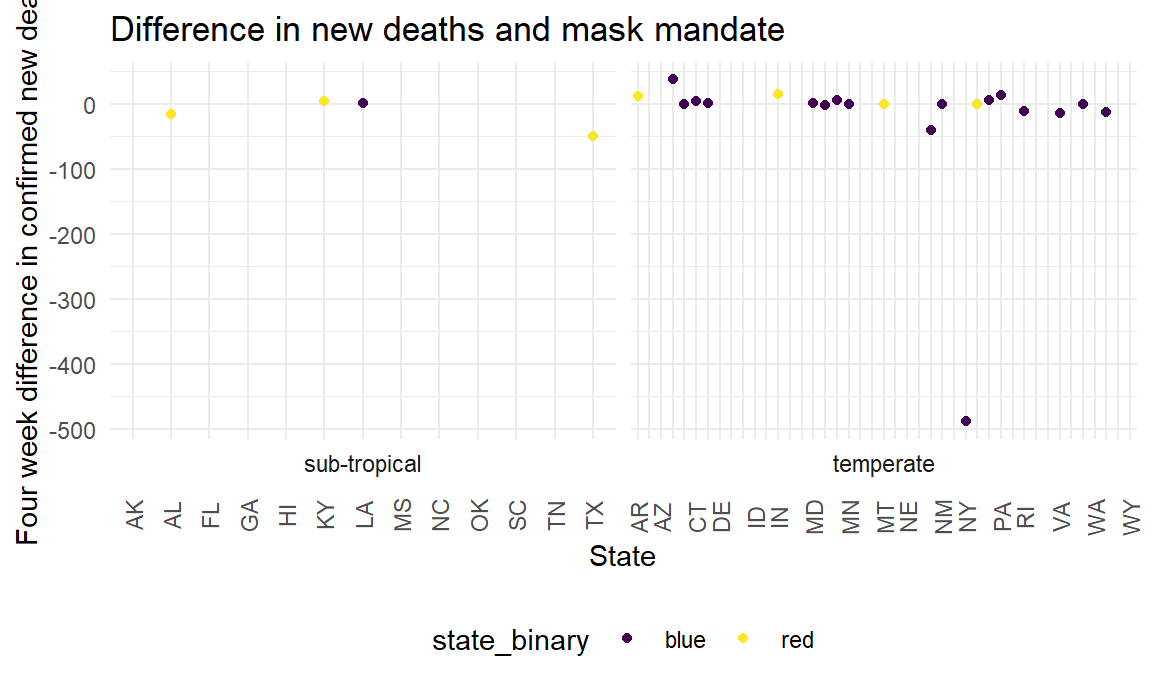 Difference in new deaths and mask mandate
Four week difference in confirmed new
0
-100
-200
-300
-400
-500
sub-tropical
temperate
AK AL FL GA HI KY LA MS NC OK SC TN TX AR AZ CT DE ID IN MD MN MT NE NM NY PA RI VA WA WY
State
state_binary blue red